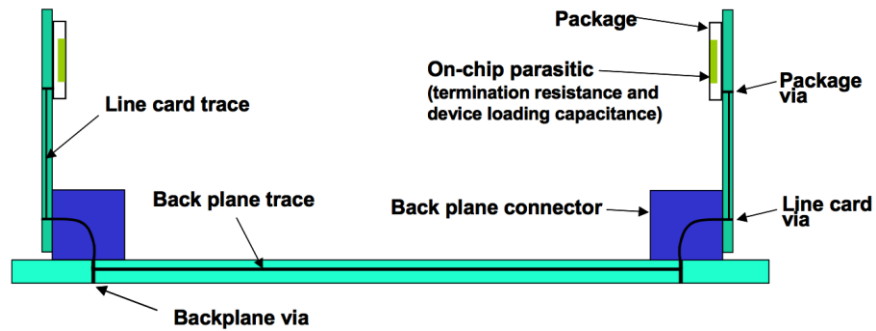 Package
On-chip parasitic
(termination resistance and
device loading capacitance)
Package
via
Line card trace
Back plane trace
Back plane connector
Line card
via
Backplane via